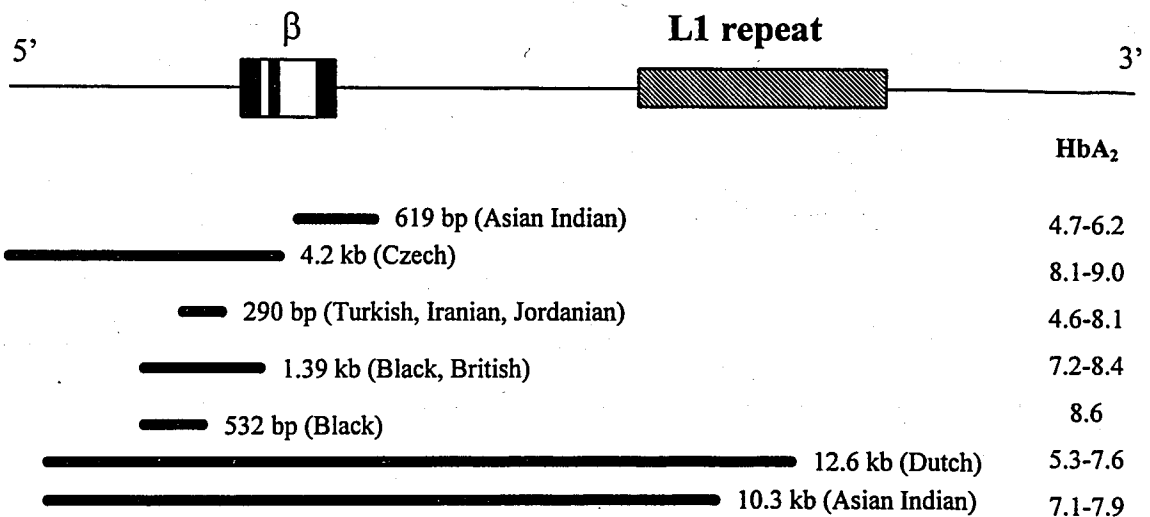 β
L1 repeat
5’
3’
HbA₂
619 bp (Asian Indian)
4.7-6.2
4.2 kb (Czech)
8.1-9.0
290 bp (Turkish, Iranian, Jordanian)
4.6-8.1
1.39 kb (Black, British)
7.2-8.4
532 bp (Black)
8.6
12.6 kb (Dutch)
5.3-7.6
10.3 kb (Asian Indian)
7.1-7.9